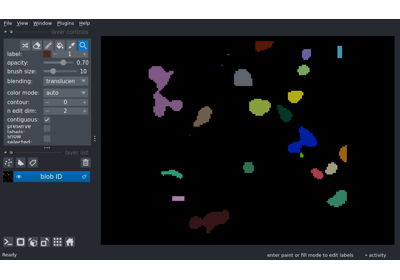 File View Window Plugins Help
layer controls
label: 1
opacity: 0.70
brush size: 10
blending: translucen
color mode: auto
contour: 0
n edit dim: 2
contiguous:
preserve labels:
show selected:
layer list
blob ID
Ready
enter paint or fill mode to edit labels
activity